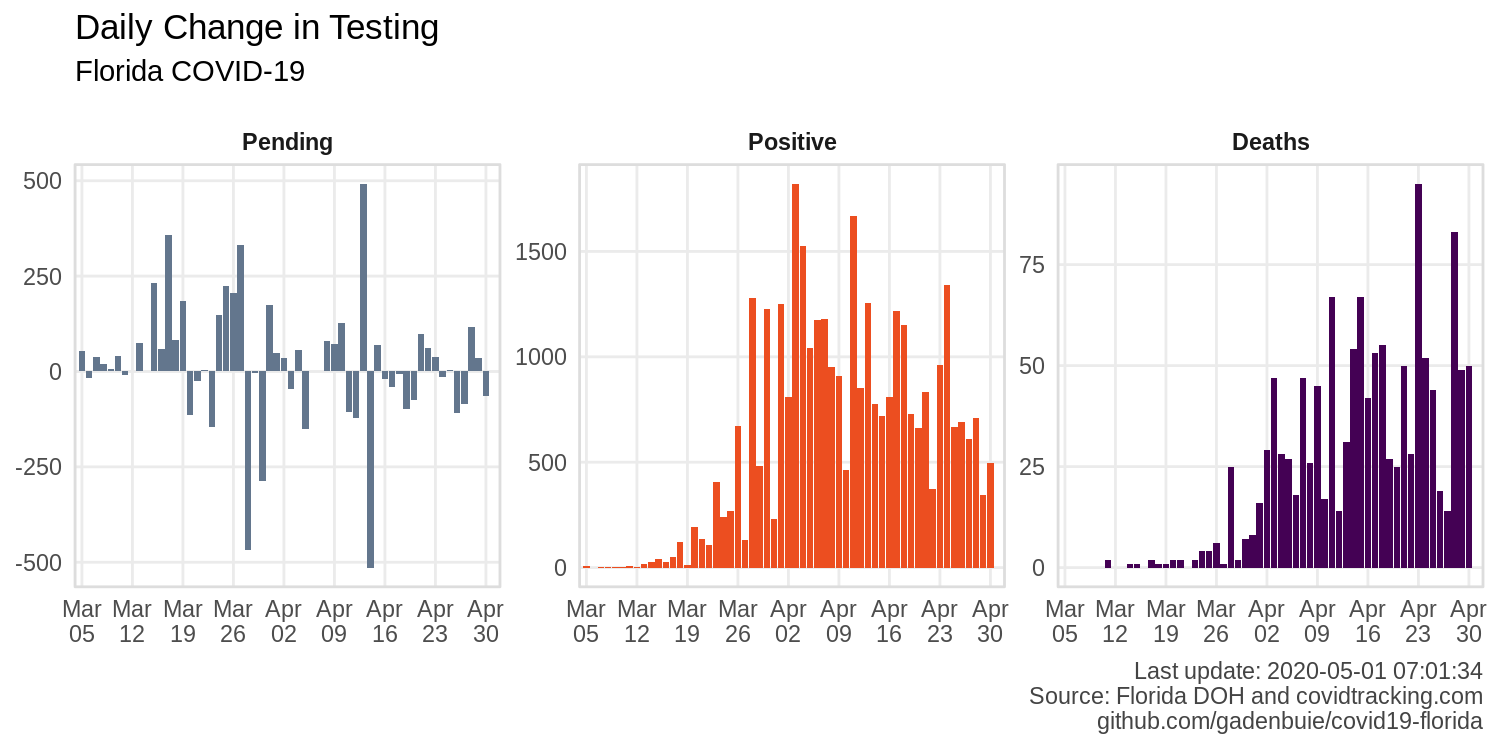 Daily Change in Testing
Florida COVID-19
Pending
Positive
Deaths
500
250
0
-250
-500
1500
1000
500
0
75
50
25
0
Mar Mar Mar Mar Apr Apr Apr Apr Apr
05 12 19 26 02 09 16 23 30
Mar Mar Mar Mar Apr Apr Apr Apr Apr
05 12 19 26 02 09 16 23 30
Mar Mar Mar Mar Apr Apr Apr Apr Apr
05 12 19 26 02 09 16 23 30
Last update: 2020-05-01 07:01:34
Source: Florida DOH and covidtracking.com
github.com/gadenbuie/covid19-florida